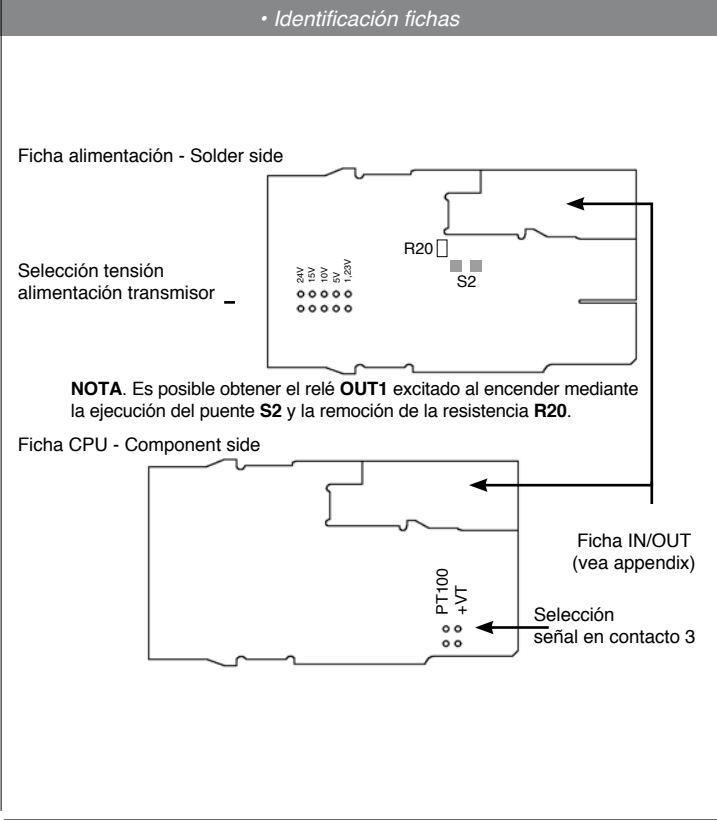 • Identificación fichas
Ficha alimentación - Solder side
R20
S2
Selección tensión
alimentación transmisor
24V
15V
10V
5V
1,23V
NOTA. Es posible obtener el relé OUT1 excitado al encender mediante
la ejecución del puente S2 y la remoción de la resistencia R20.
Ficha CPU - Component side
Ficha IN/OUT
(vea appendix)
PT100
+VT
Selección
señal en contacto 3